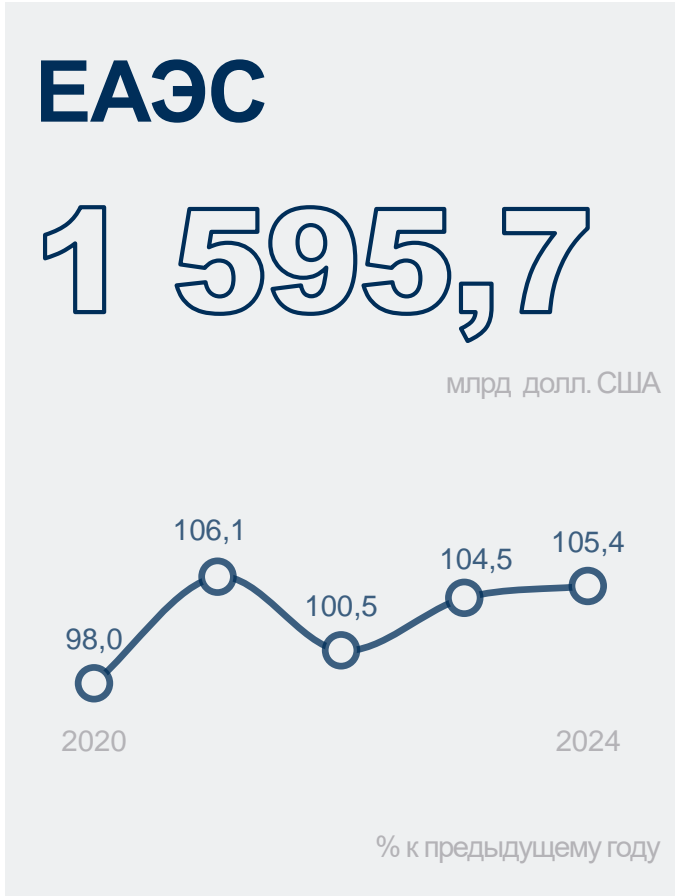 ЕАЭС
1 595,7
млрд долл. США
106,1
105,4
104,5
100,5
98,0
2020 2024
% к предыдущему году